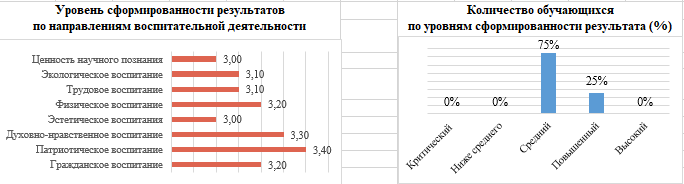 Уровень сформированности результатов
по направлениям воспитательной деятельности
Ценность научного познания 3,00
Экологическое воспитание 3,10
Трудовое воспитание 3,10
Физическое воспитание 3,20
Эстетическое воспитания 3,00
Духовно-нравственное воспитание 3,30
Патриотическое воспитание 3,40
Гражданское воспитание 3,20
Количество обучающихся
по уровням сформированности результата (%)
0% 0% 75% 25% 0%
Критический Ниже среднего Средний Повышенный Высокий